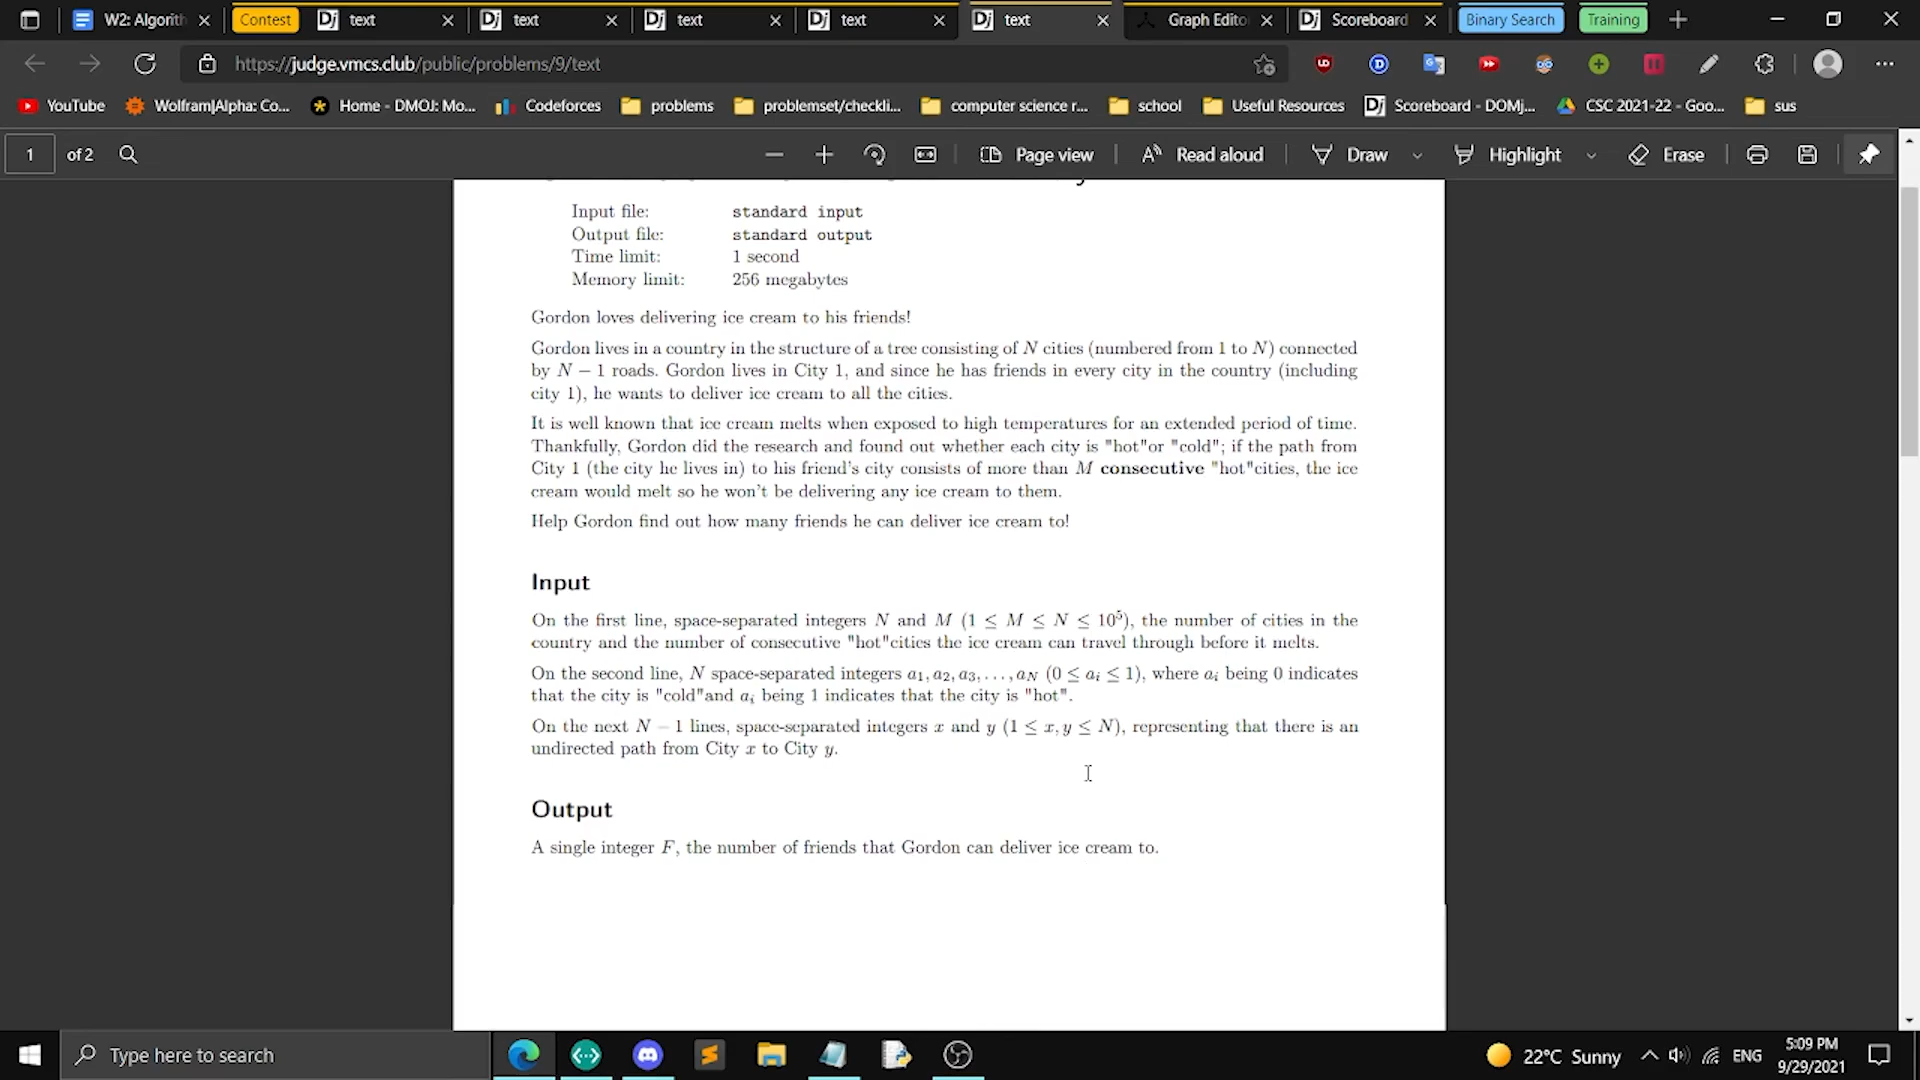 W2: Algorith
Contest
text
text
text
text
text
Graph Edito
Scoreboard
Binary Search
Training
https://judge.vmcs.club/public/problems/9/text
YouTube
Wolfram|Alpha: Co...
Home - DMOJ: Mo...
Codeforces
problems
problemset/checkli...
computer science r...
school
Useful Resources
Scoreboard - DOMj...
CSC 2021-22 - Goo...
sus
1 of 2
Page view
Read aloud
Draw
Highlight
Erase
Input file: standard input
Output file: standard output
Time limit: 1 second
Memory limit: 256 megabytes
Gordon loves delivering ice cream to his friends!
Gordon lives in a country in the structure of a tree consisting of N cities (numbered from 1 to N) connected
by N − 1 roads. Gordon lives in City 1, and since he has friends in every city in the country (including
city 1), he wants to deliver ice cream to all the cities.
It is well known that ice cream melts when exposed to high temperatures for an extended period of time.
Thankfully, Gordon did the research and found out whether each city is "hot"or "cold"; if the path from
City 1 (the city he lives in) to his friend's city consists of more than M consecutive "hot"cities, the ice
cream would melt so he won't be delivering any ice cream to them.
Help Gordon find out how many friends he can deliver ice cream to!
Input
On the first line, space-separated integers N and M (1 ≤ M ≤ N ≤ 10⁵), the number of cities in the
country and the number of consecutive "hot"cities the ice cream can travel through before it melts.
On the second line, N space-separated integers a₁, a₂, a₃, . . . , a_N (0 ≤ aᵢ ≤ 1), where aᵢ being 0 indicates
that the city is "cold"and aᵢ being 1 indicates that the city is "hot".
On the next N − 1 lines, space-separated integers x and y (1 ≤ x, y ≤ N), representing that there is an
undirected path from City x to City y.
Output
A single integer F, the number of friends that Gordon can deliver ice cream to.
Type here to search
22°C Sunny
ENG
5:09 PM
9/29/2021